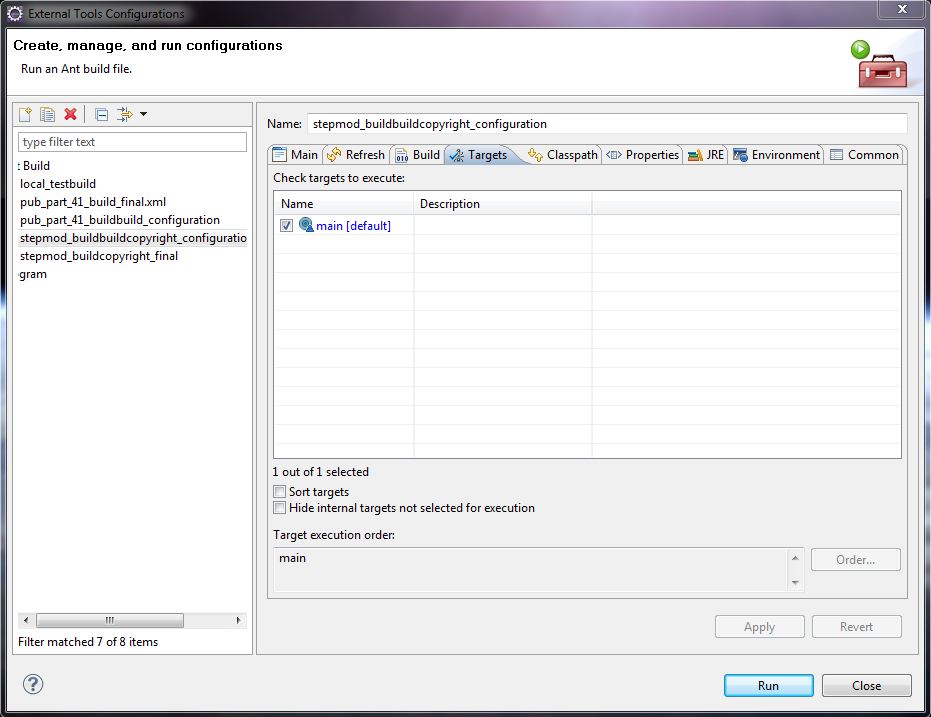 External Tools Configurations
Create, manage, and run configurations
Run an Ant build file.
type filter text
: Build
local_testbuild
pub_part_41_build_final.xml
pub_part_41_buildbuild_configuration
stepmod_buildbuildcopyright_configuratio
stepmod_buildcopyright_final
gram
Filter matched 7 of 8 items
Name: stepmod_buildbuildcopyright_configuration
Main Refresh Build Targets Classpath Properties JRE Environment Common
Check targets to execute:
Name Description
main [default]
1 out of 1 selected
Sort targets
Hide internal targets not selected for execution
Target execution order:
main
Order...
Apply Revert
Run Close